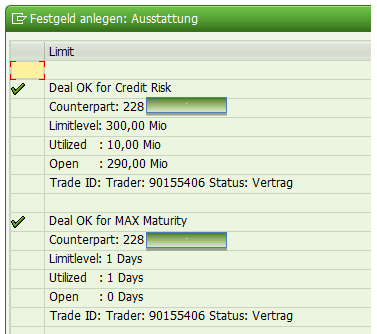 Festgeld anlegen: Ausstattung
Limit
Deal OK for Credit Risk
Counterpart: 228
Limitlevel: 300,00 Mio
Utilized : 10,00 Mio
Open : 290,00 Mio
Trade ID: Trader: 90155406 Status: Vertrag
Deal OK for MAX Maturity
Counterpart: 228
Limitlevel: 1 Days
Utilized : 1 Days
Open : 0 Days
Trade ID: Trader: 90155406 Status: Vertrag